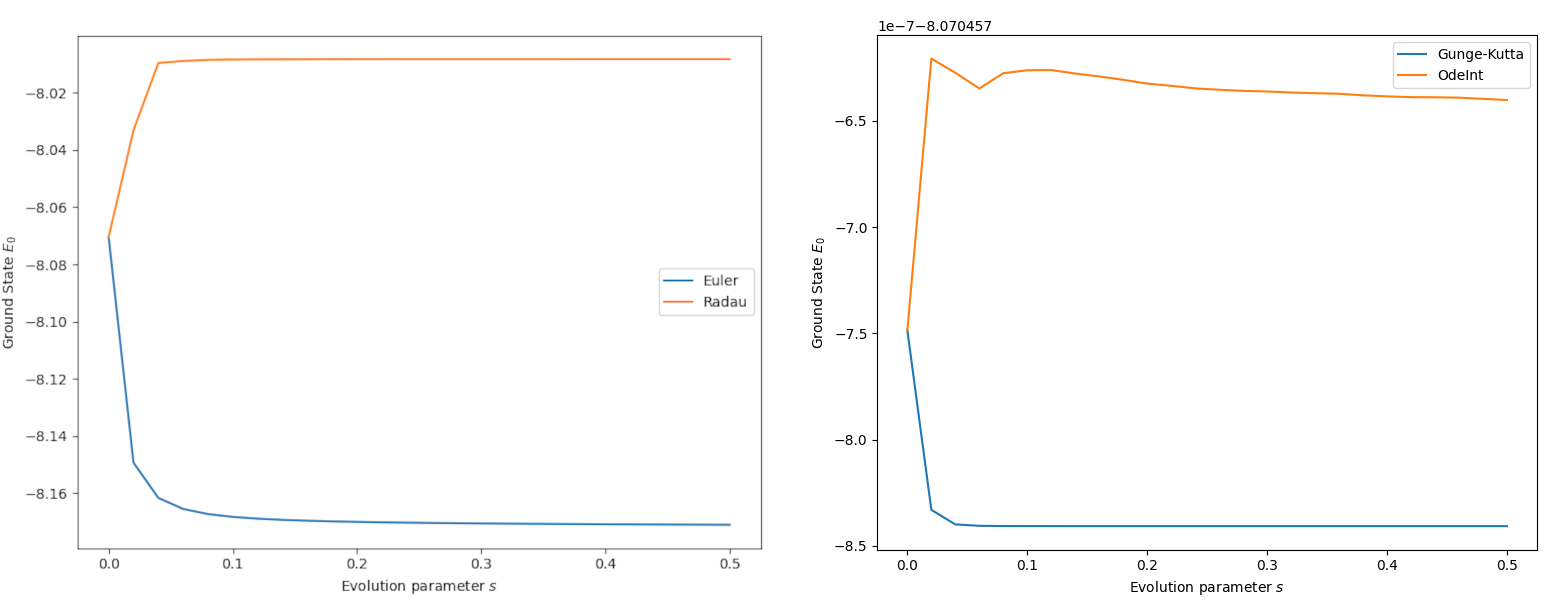 Ground State E₀
−8.02
−8.04
−8.06
−8.08
−8.10
−8.12
−8.14
−8.16
0.0 0.1 0.2 0.3 0.4 0.5
Evolution parameter s
Euler
Radau
1e−7−8.070457
Ground State E₀
−6.5
−7.0
−7.5
−8.0
−8.5
0.0 0.1 0.2 0.3 0.4 0.5
Evolution parameter s
Gunge-Kutta
OdeInt